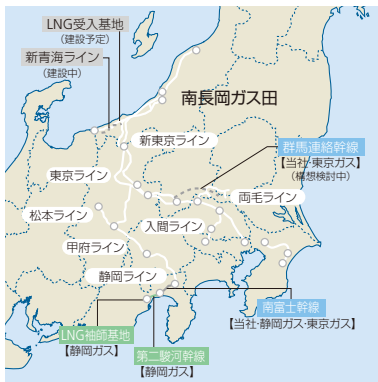 LNG受入基地
(建設予定)
新青海ライン
(建設中)
南長岡ガス田
新東京ライン
群馬連絡幹線
【当社・東京ガス】
(構想検討中)
東京ライン
両毛ライン
松本ライン
入間ライン
甲府ライン
静岡ライン
南富士幹線
【当社・静岡ガス・東京ガス】
LNG袖師基地
【静岡ガス】
第二駿河幹線
【静岡ガス】